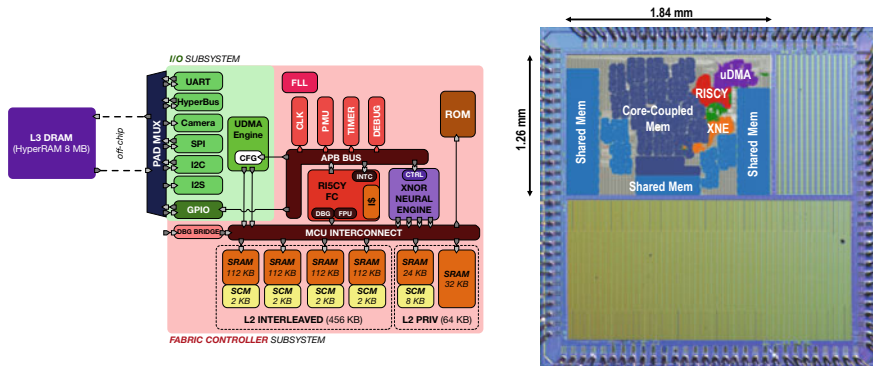 I/O SUBSYSTEM
UART
HyperBus
Camera
SPI
I2C
I2S
GPIO
DBG BRIDGE
PAD MUX
L3 DRAM
(HyperRAM 8 MB)
off-chip
UDMA
Engine
CFG
FLL
CLK
PMU
TIMER
DEBUG
ROM
APB BUS
INTC
CTRL
RI5CY
FC
I$
DBG
FPU
XNOR
NEURAL
ENGINE
MCU INTERCONNECT
SRAM
112 KB
SCM
2 KB
SRAM
112 KB
SCM
2 KB
SRAM
112 KB
SCM
2 KB
SRAM
112 KB
SCM
2 KB
SRAM
24 KB
SCM
8 KB
SRAM
32 KB
L2 INTERLEAVED (456 KB)
L2 PRIV (64 KB)
FABRIC CONTROLLER SUBSYSTEM
1.84 mm
1.26 mm
Shared Mem
Core-Coupled
Mem
uDMA
RISCY
XNE
Shared Mem
Shared Mem